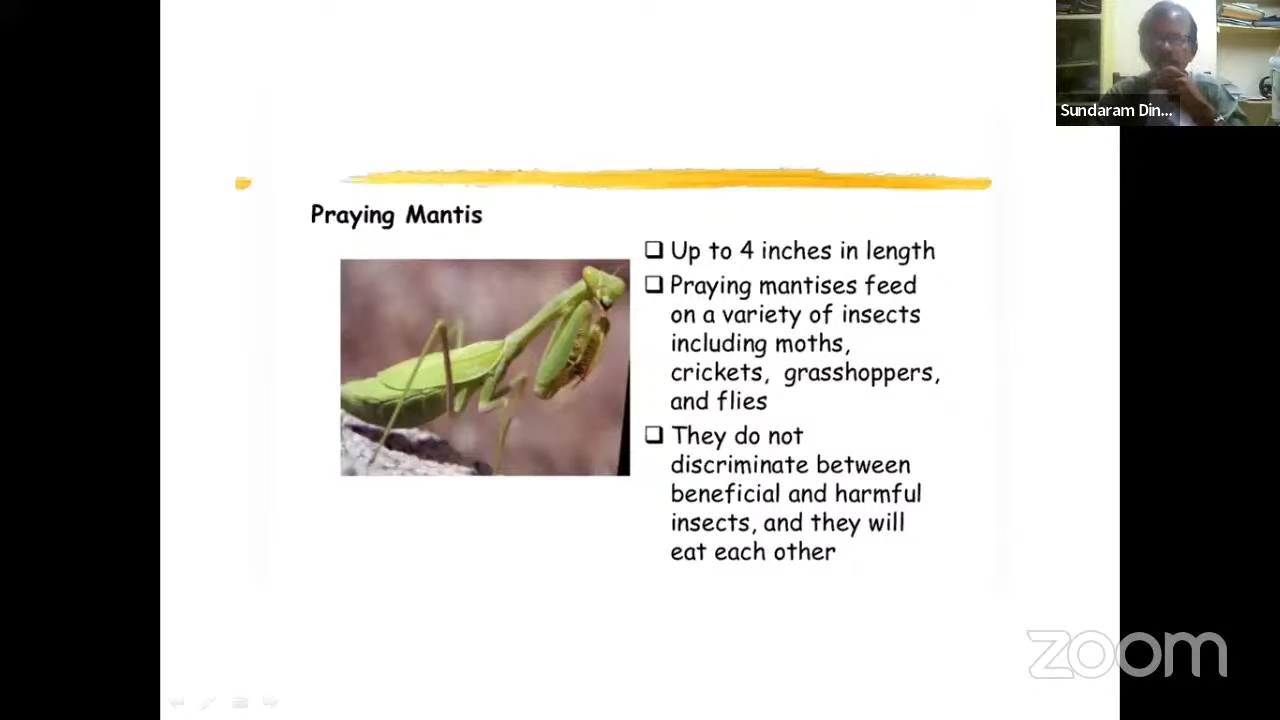 Sundaram Din...
Praying Mantis
❑ Up to 4 inches in length
❑ Praying mantises feed
on a variety of insects
including moths,
crickets, grasshoppers,
and flies
❑ They do not
discriminate between
beneficial and harmful
insects, and they will
eat each other
zoom